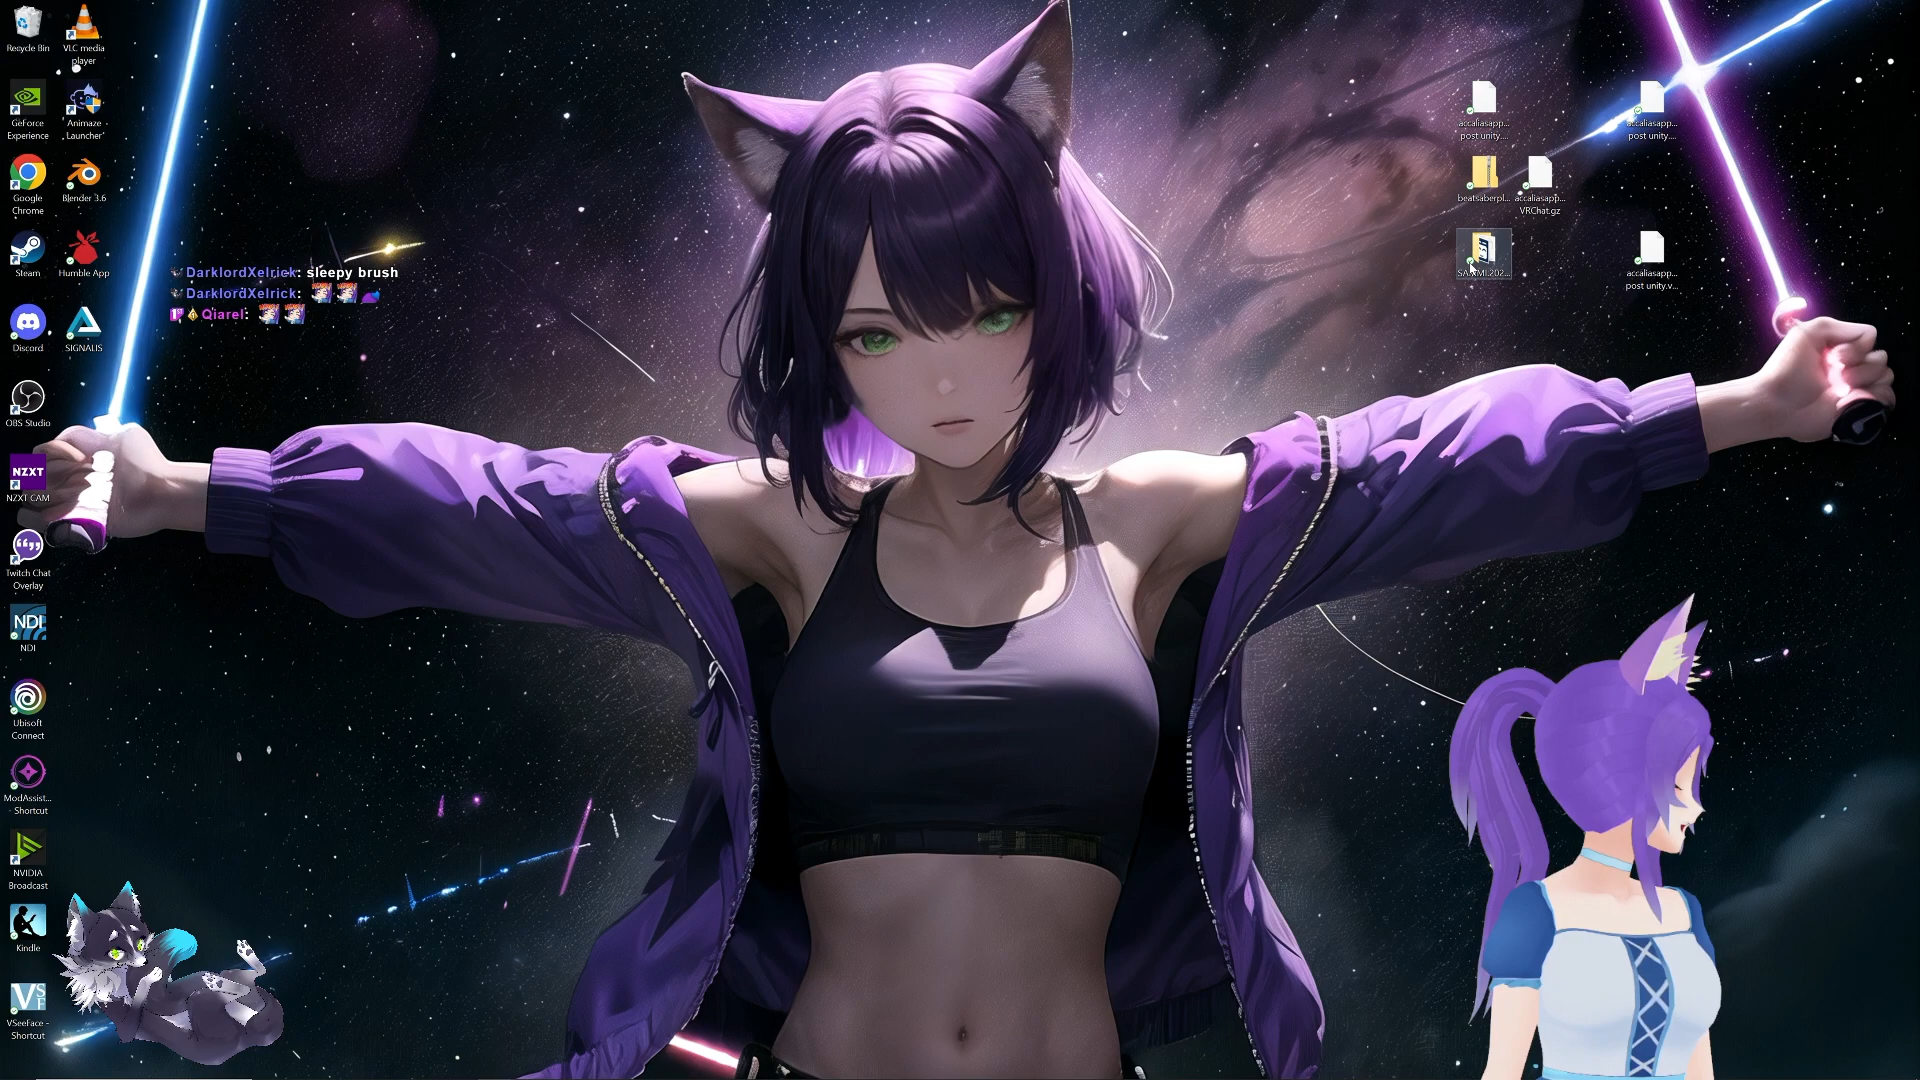 Recycle Bin
VLC media
player
GeForce
Experience
Animaze
Launcher
Google
Chrome
Blender 3.6
Steam
Humble App
Discord
SIGNALIS
OBS Studio
NZXT
NZXT CAM
Twitch Chat
Overlay
NDI
NDI
Ubisoft
Connect
ModAssist...
- Shortcut
NVIDIA
Broadcast
Kindle
VSF
VSeeFace -
Shortcut
DarklordXelrick: sleepy brush
DarklordXelrick:
Qiarel:
accaliasapp...
post unity....
accaliasapp...
post unity....
beatsaberpl...
accaliasapp...
VRChat.gz
accaliasapp...
post unity.v...